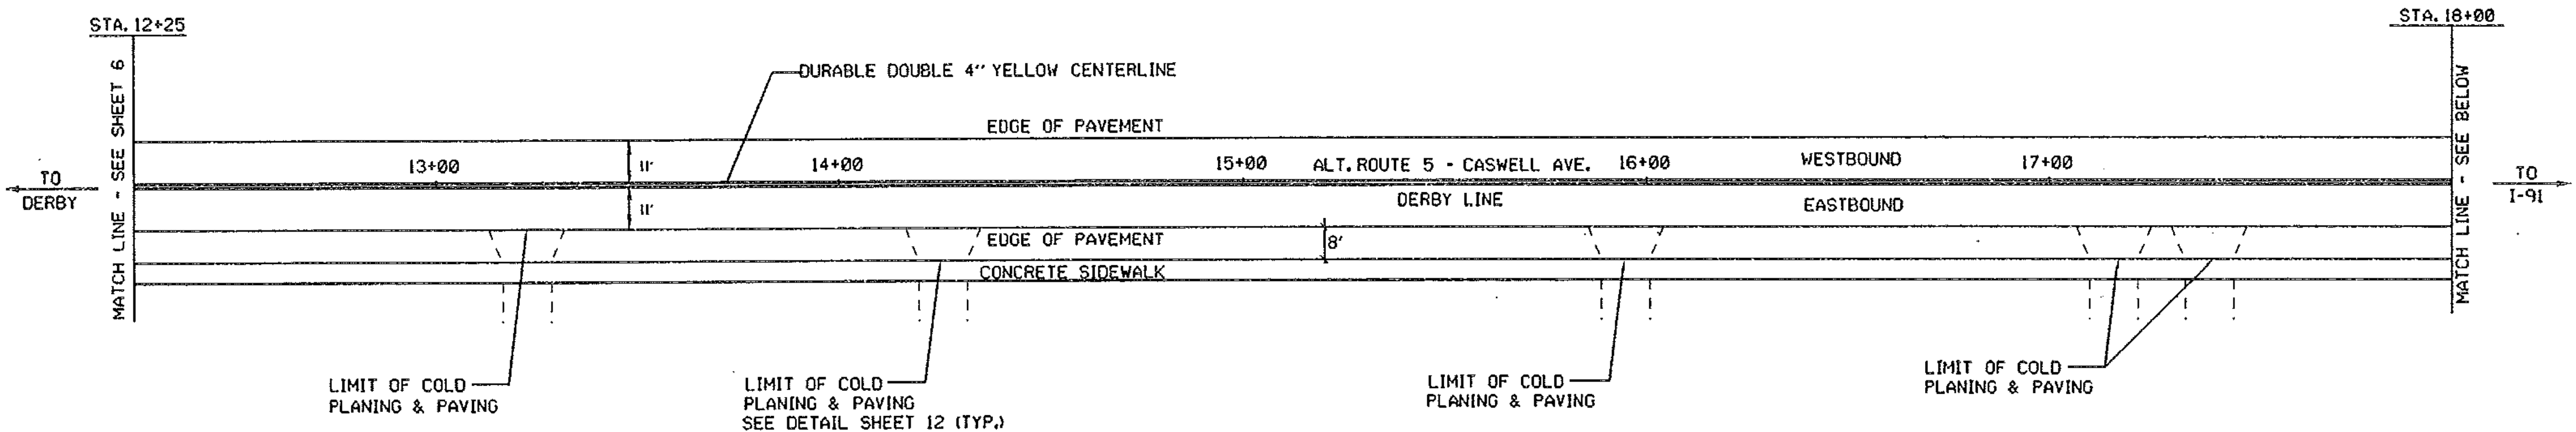 STA. 12+25
STA. 18+00
MATCH LINE - SEE SHEET 6
DURABLE DOUBLE 4" YELLOW CENTERLINE
EDGE OF PAVEMENT
11'
13+00
14+00
15+00
ALT. ROUTE 5 - CASWELL AVE.
16+00
WESTBOUND
17+00
MATCH LINE - SEE BELOW
TO
DERBY
TO
I-91
11'
DERBY LINE
EASTBOUND
EDGE OF PAVEMENT
8'
CONCRETE SIDEWALK
LIMIT OF COLD
PLANING & PAVING
LIMIT OF COLD
PLANING & PAVING
SEE DETAIL SHEET 12 (TYP.)
LIMIT OF COLD
PLANING & PAVING
LIMIT OF COLD
PLANING & PAVING